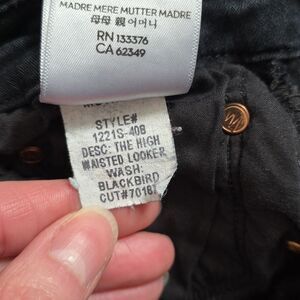 MADRE MERE MUTTER MADRE
母母 親 어머니
RN 133376
CA 62349
STYLE#
1221S-408
DESC: THE HIGH
WAISTED LOOKER
WASH:
BLACKBIRD
CUT#70187